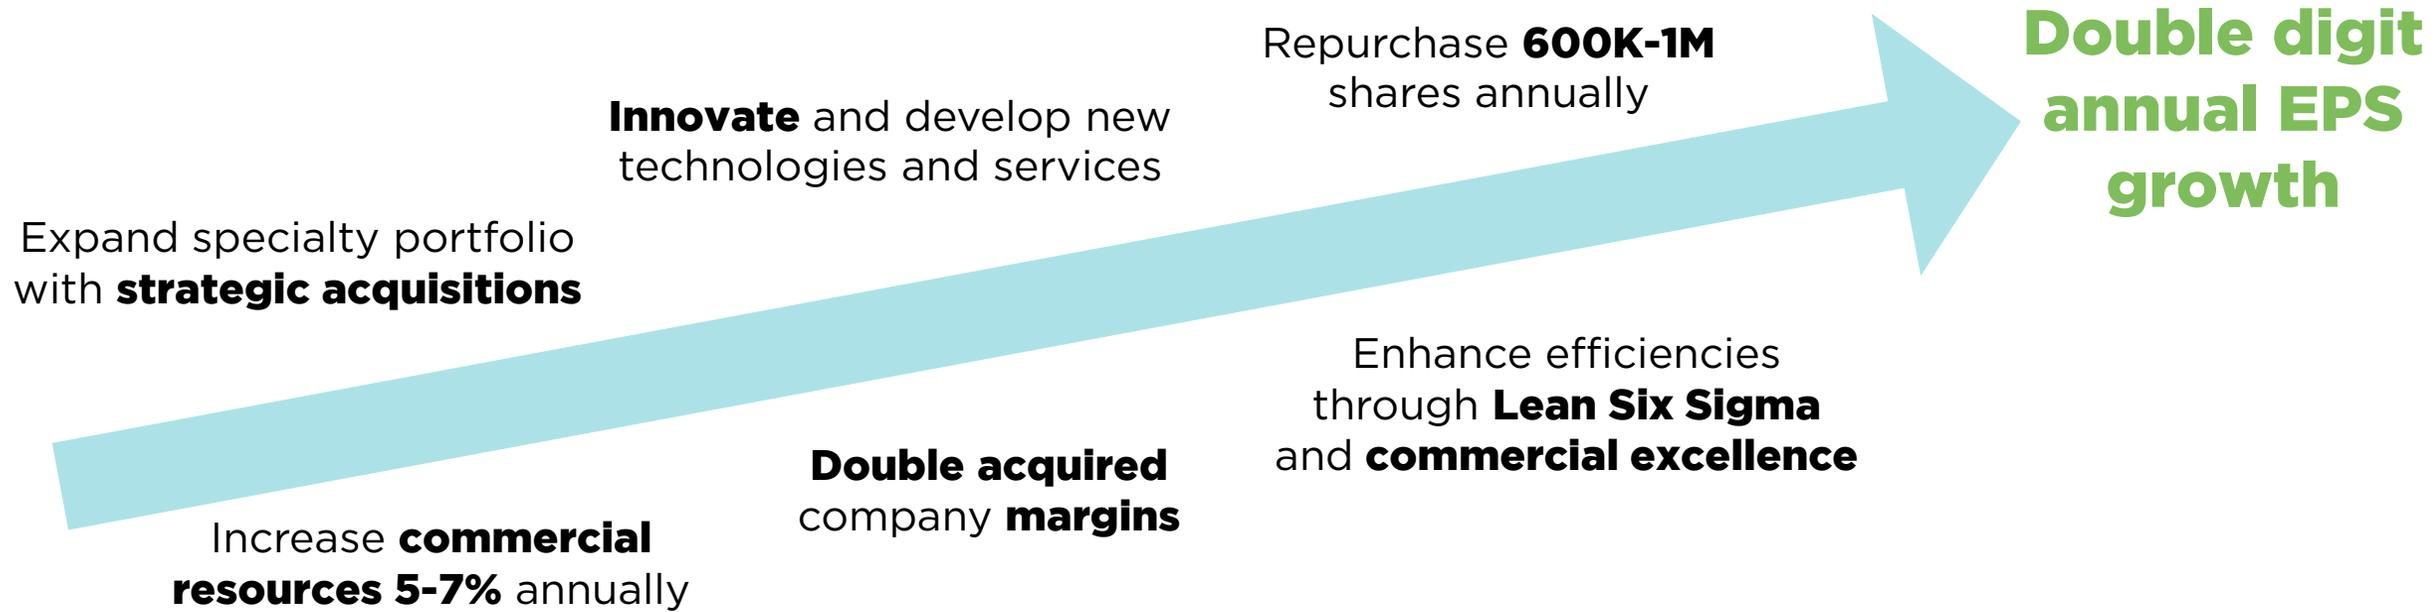 Expand specialty portfolio
with strategic acquisitions
Innovate and develop new
technologies and services
Repurchase 600K-1M
shares annually
Double digit
annual EPS
growth
Increase commercial
resources 5-7% annually
Double acquired
company margins
Enhance efficiencies
through Lean Six Sigma
and commercial excellence